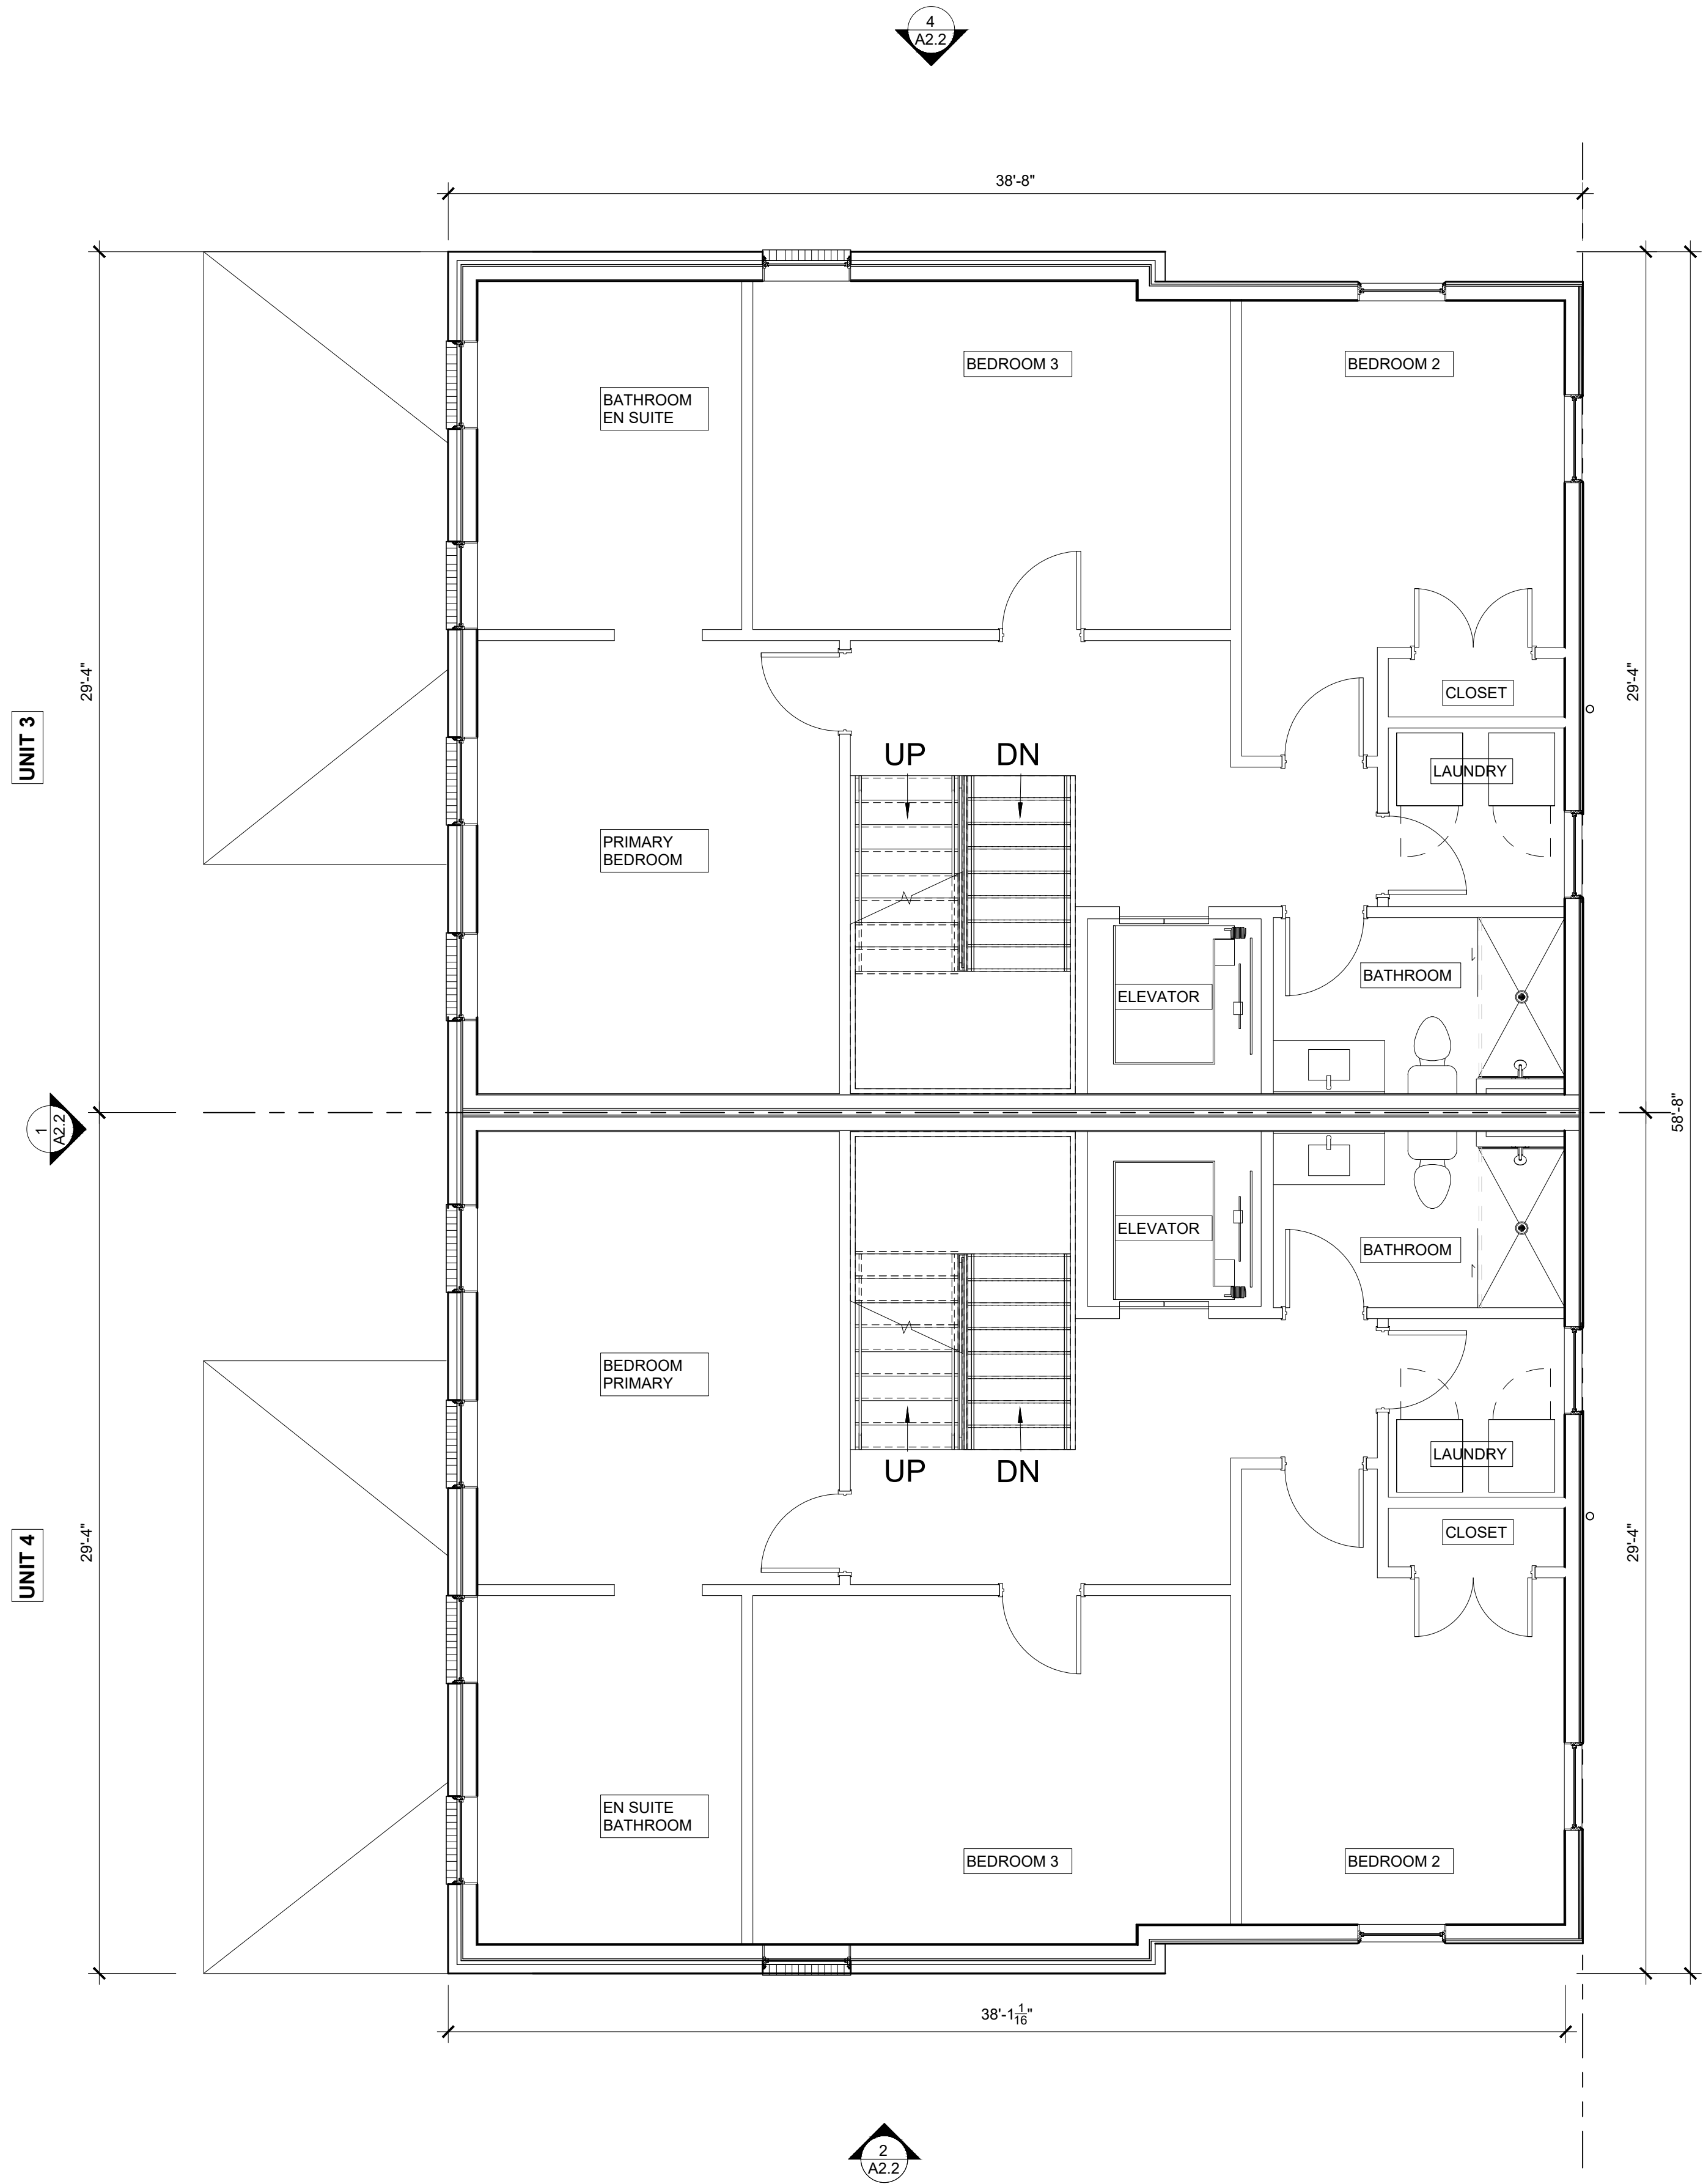 4
A2.2
38'-8"
BEDROOM 3
BEDROOM 2
BATHROOM
EN SUITE
29'-4"
29'-4"
UNIT 3
CLOSET
UP
DN
LAUNDRY
PRIMARY
BEDROOM
BATHROOM
ELEVATOR
1
A2.2
58'-8"
ELEVATOR
BATHROOM
BEDROOM
PRIMARY
LAUNDRY
UP
DN
CLOSET
UNIT 4
29'-4"
29'-4"
EN SUITE
BATHROOM
BEDROOM 3
BEDROOM 2
38'-1 1/16"
2
A2.2